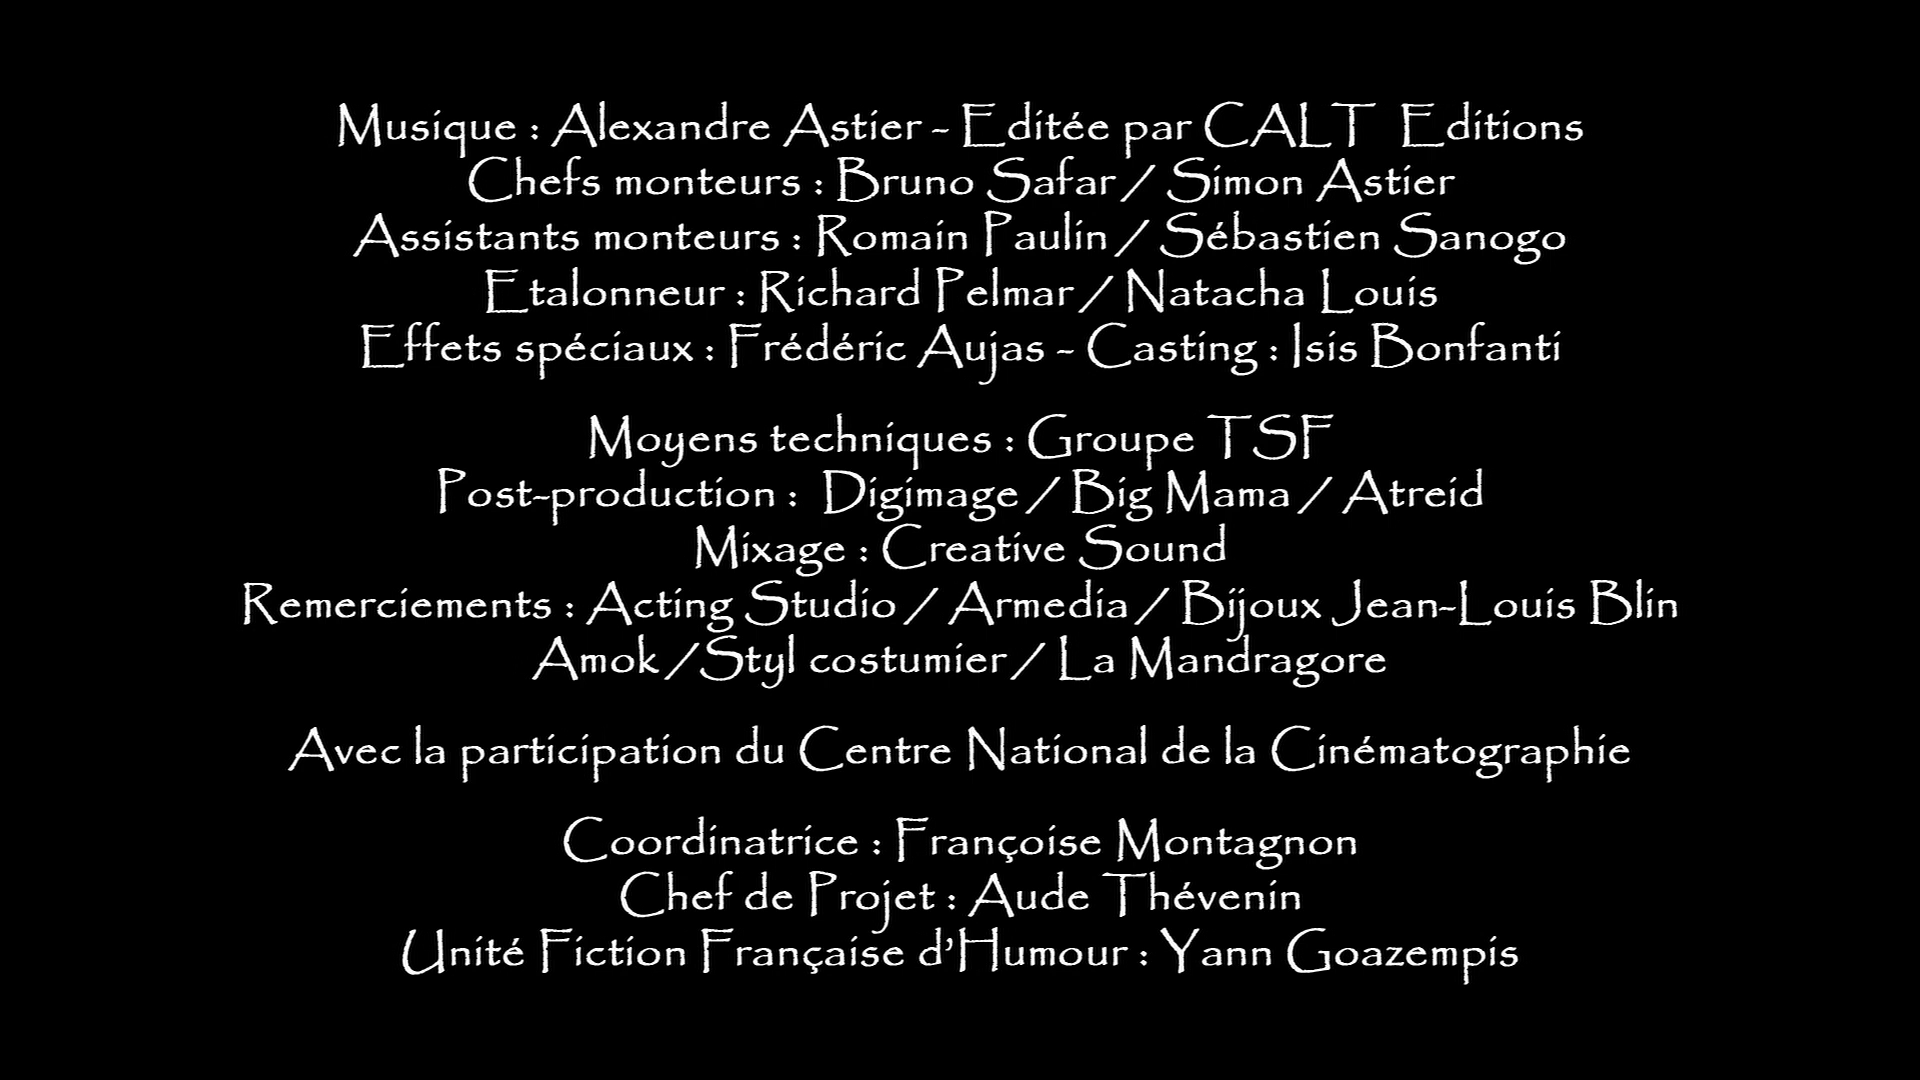 Musique : Alexandre Astier - Editée par CALT Editions
Chefs monteurs : Bruno Safar / Simon Astier
Assistants monteurs : Romain Paulin / Sébastien Sanogo
Etalonneur : Richard Pelmar / Natacha Louis
Effets spéciaux : Frédéric Aujas - Casting : Isis Bonfanti
Moyens techniques : Groupe TSF
Post-production : Digimage / Big Mama / Atreid
Mixage : Creative Sound
Remerciements : Acting Studio / Armedia / Bijoux Jean-Louis Blin
Amok /Styl costumier / La Mandragore
Avec la participation du Centre National de la Cinématographie
Coordinatrice : Françoise Montagnon
Chef de Projet : Aude Thévenin
Unité Fiction Française d’Humour : Yann Goazempis